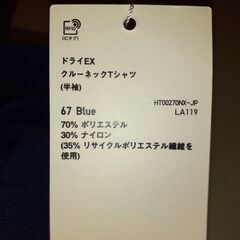 RFID
(ICタグ)
ドライEX
クルーネックTシャツ
(半袖)
HT00270NX-JP
67 Blue
LA119
70% ポリエステル
30% ナイロン
(35% リサイクルポリエステル繊維を
使用)